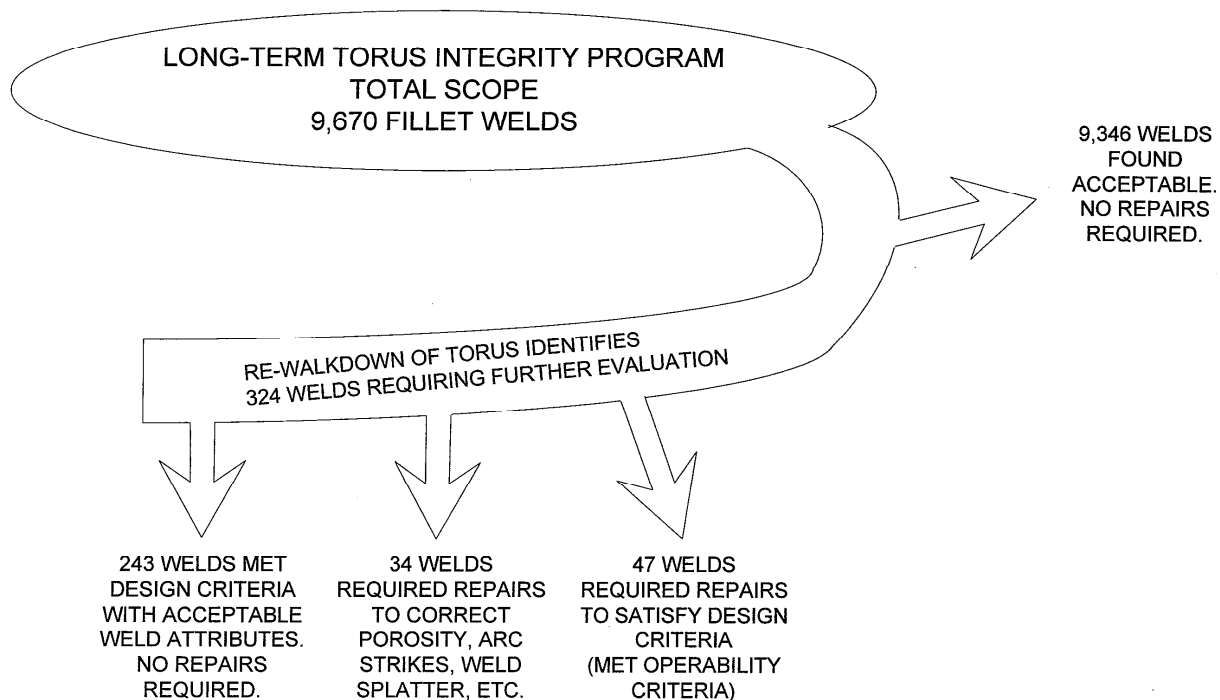 LONG-TERM TORUS INTEGRITY PROGRAM
TOTAL SCOPE
9,670 FILLET WELDS
9,346 WELDS
FOUND
ACCEPTABLE.
NO REPAIRS
REQUIRED.
RE-WALKDOWN OF TORUS IDENTIFIES
324 WELDS REQUIRING FURTHER EVALUATION
243 WELDS MET
DESIGN CRITERIA
WITH ACCEPTABLE
WELD ATTRIBUTES.
NO REPAIRS
REQUIRED.
34 WELDS
REQUIRED REPAIRS
TO CORRECT
POROSITY, ARC
STRIKES, WELD
SPLATTER, ETC.
47 WELDS
REQUIRED REPAIRS
TO SATISFY DESIGN
CRITERIA
(MET OPERABILITY
CRITERIA)